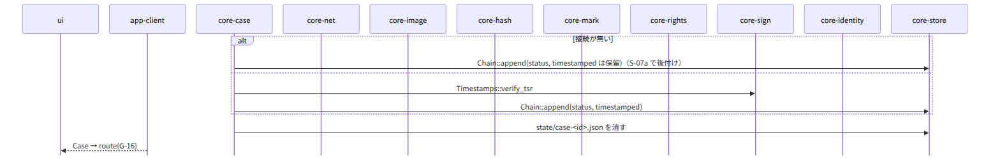 ui
app-client
core-case
core-net
core-image
core-hash
core-mark
core-rights
core-sign
core-identity
core-store
alt
[接続が無い]
Chain::append(status, timestamped は保留)（S-07a で後付け）
Timestamps::verify_tsr
Chain::append(status, timestamped)
state/case-<id>.json を消す
Case → route(G-16)